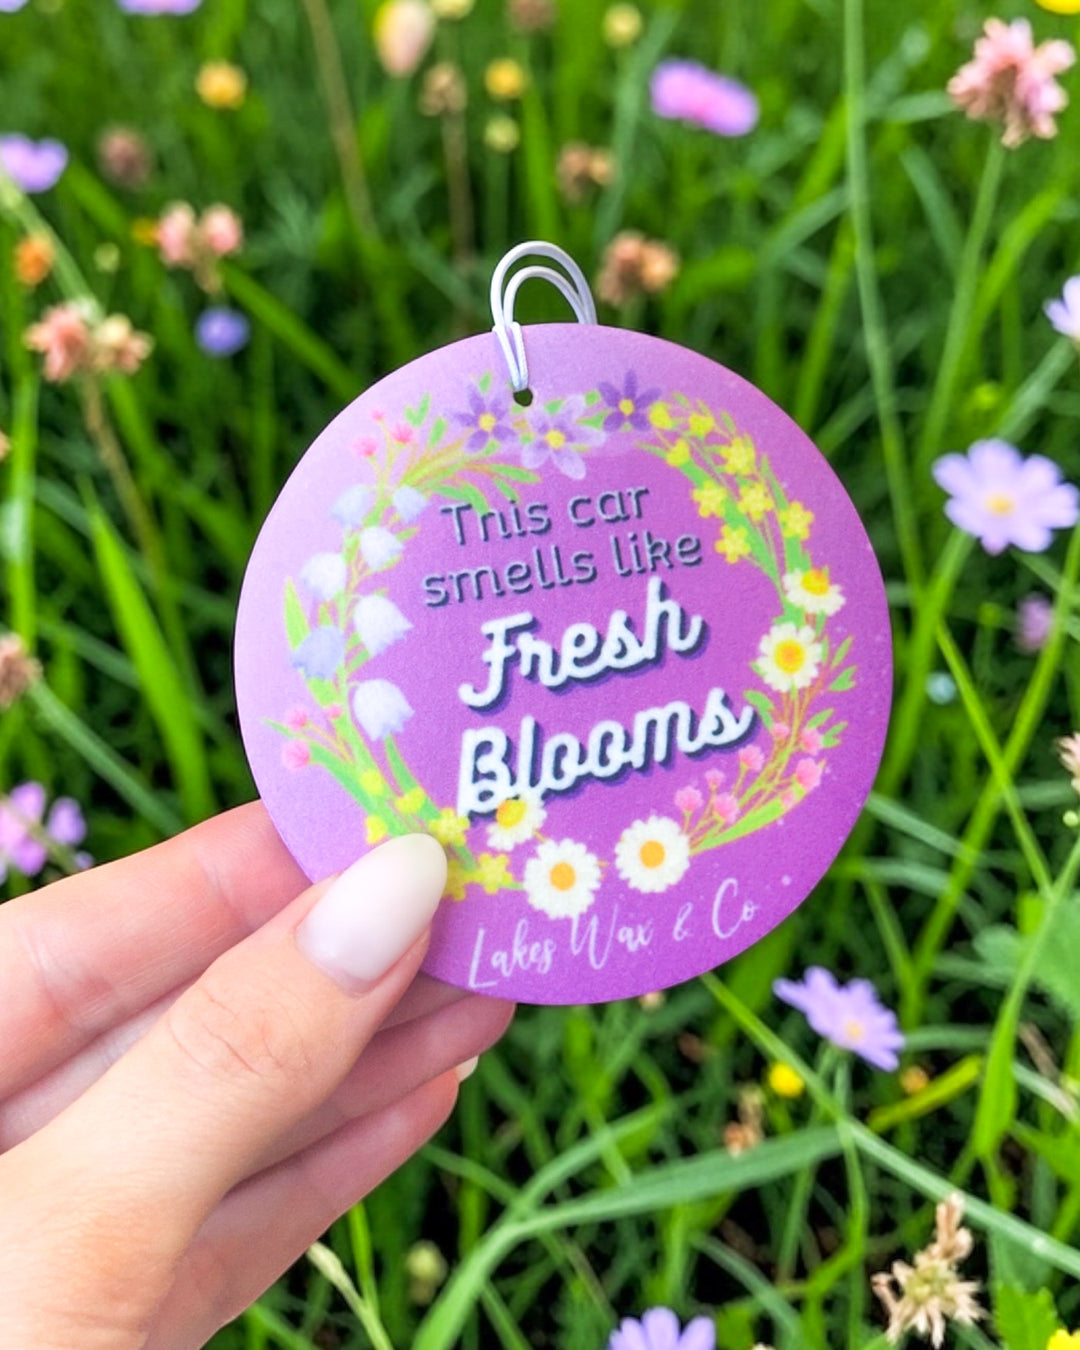 This car
smells like
Fresh
Blooms
Lakes Wax & Co